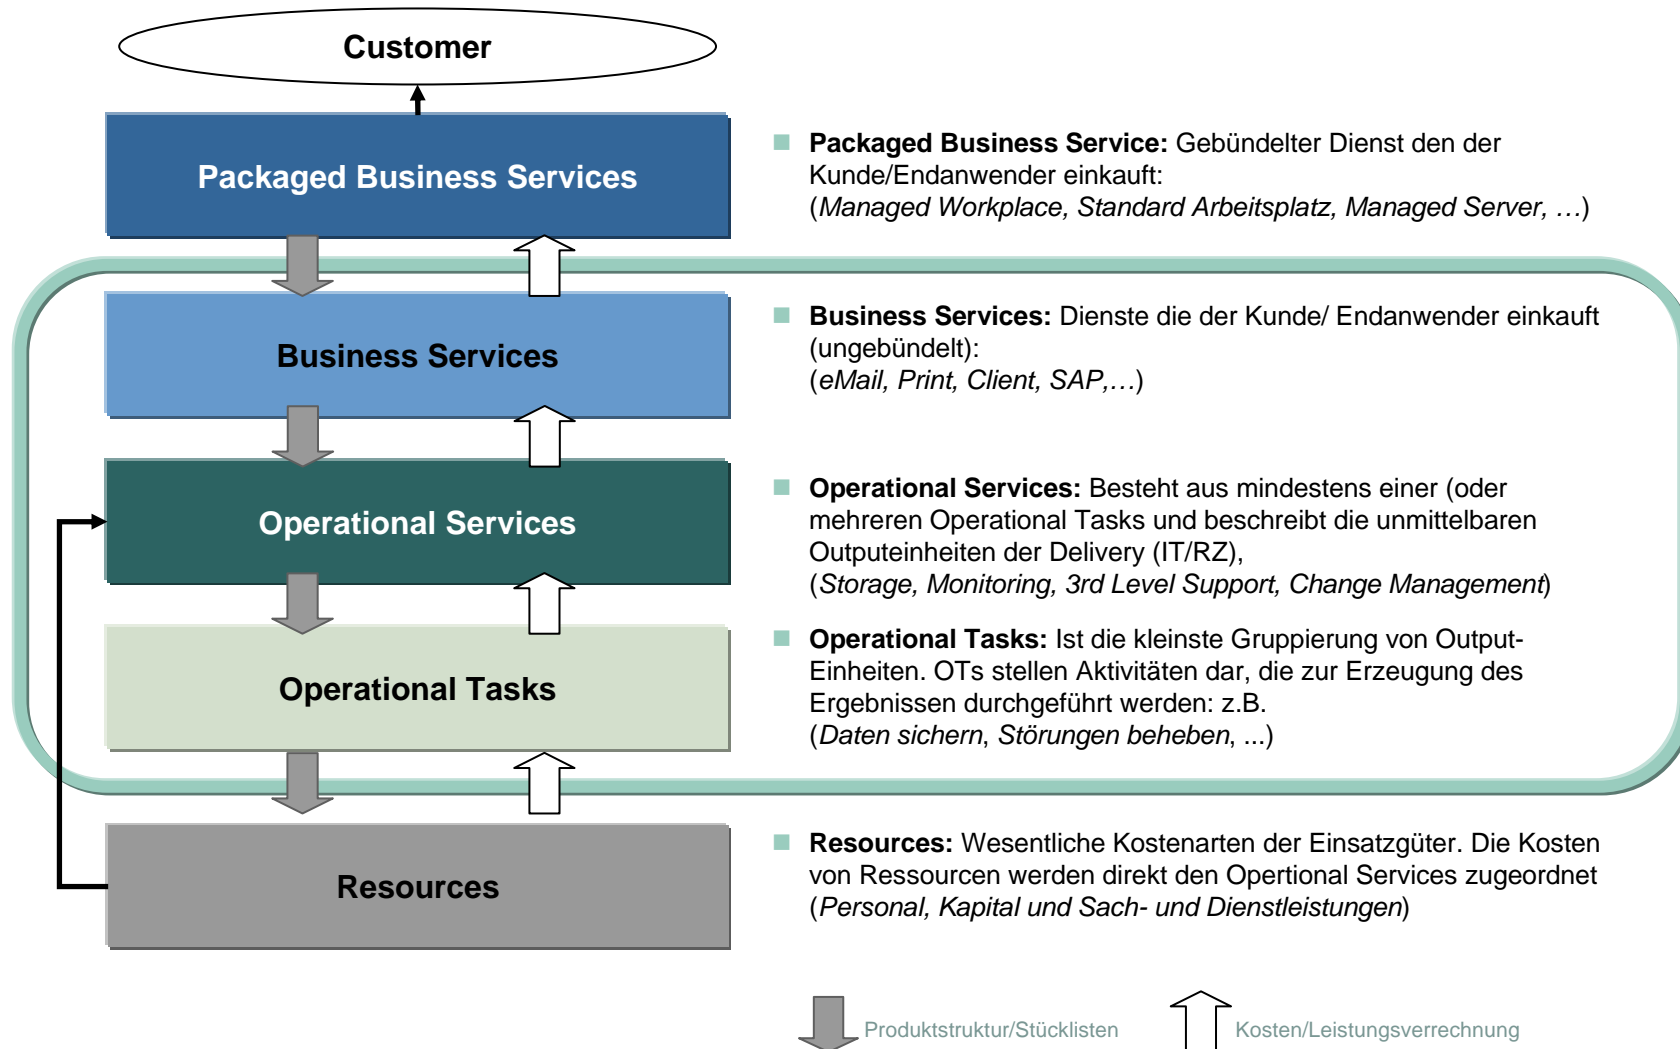 Customer
Packaged Business Services
Packaged Business Service: Gebündelter Dienst den der
Kunde/Endanwender einkauft:
(Managed Workplace, Standard Arbeitsplatz, Managed Server, …)
Business Services
Business Services: Dienste die der Kunde/ Endanwender einkauft
(ungebündelt):
(eMail, Print, Client, SAP,…)
Operational Services
Operational Services: Besteht aus mindestens einer (oder
mehreren Operational Tasks und beschreibt die unmittelbaren
Outputeinheiten der Delivery (IT/RZ),
(Storage, Monitoring, 3rd Level Support, Change Management)
Operational Tasks
Operational Tasks: Ist die kleinste Gruppierung von Output-
Einheiten. OTs stellen Aktivitäten dar, die zur Erzeugung des
Ergebnissen durchgeführt werden: z.B.
(Daten sichern, Störungen beheben, ...)
Resources
Resources: Wesentliche Kostenarten der Einsatzgüter. Die Kosten
von Ressourcen werden direkt den Opertional Services zugeordnet
(Personal, Kapital und Sach- und Dienstleistungen)
Produktstruktur/Stücklisten
Kosten/Leistungsverrechnung